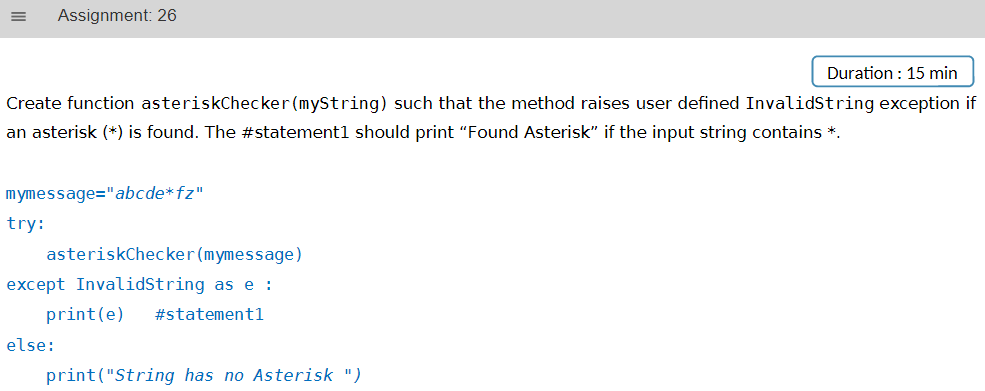 Assignment: 26
Duration : 15 min
Create function asteriskChecker(myString) such that the method raises user defined InvalidString exception if
an asterisk (*) is found. The #statement1 should print “Found Asterisk” if the input string contains *.
mymessage="abcde*fz"
try:
    asteriskChecker(mymessage)
except InvalidString as e :
    print(e)   #statement1
else:
    print("String has no Asterisk ")